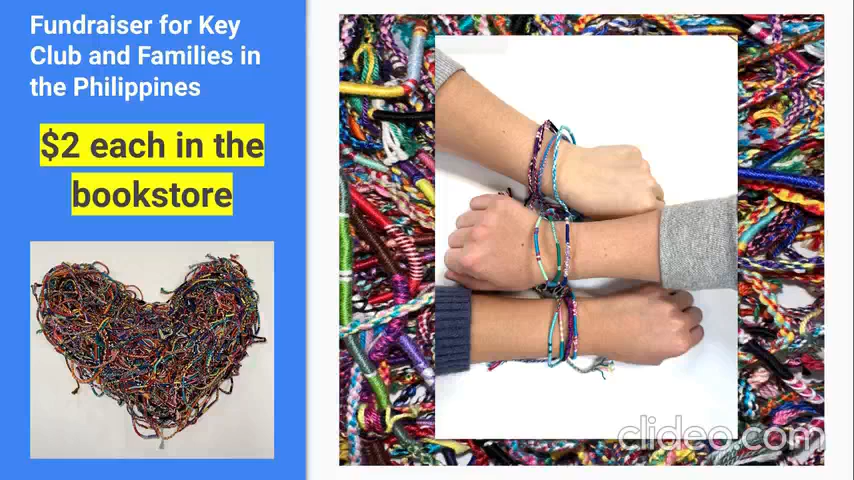 Fundraiser for Key
Club and Families in
the Philippines
$2 each in the
bookstore
clideo.com